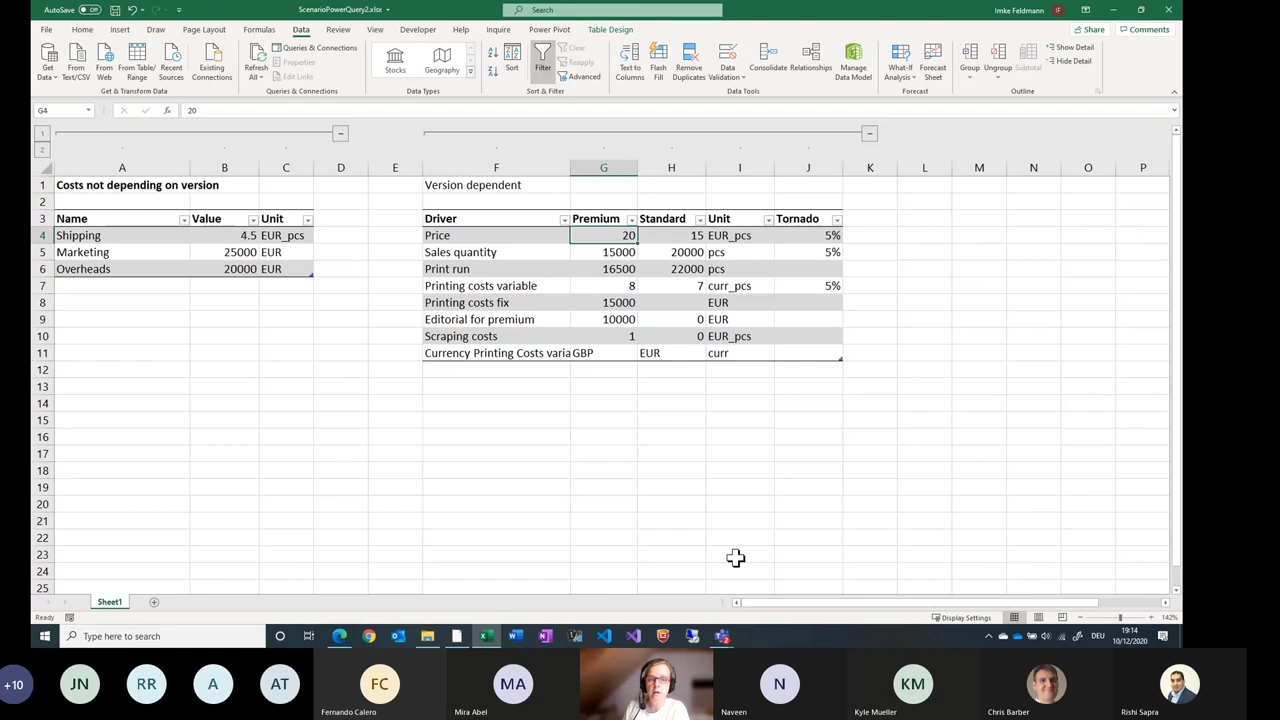 AutoSave Off ScenarioPowerQuery2.xlsx Search Imke Feldmann IF
File Home Insert Draw Page Layout Formulas Data Review View Developer Help Inquire Power Pivot Table Design Share Comments
Get Data From Text/CSV From Web From Table/Range Recent Sources Existing Connections
Get & Transform Data
Refresh All Queries & Connections Properties Edit Links
Queries & Connections
Stocks Geography
Data Types
Sort Filter Clear Reapply Advanced
Sort & Filter
Text to Columns Flash Fill Remove Duplicates Data Validation Consolidate Relationships Manage Data Model
Data Tools
What-If Analysis Forecast Sheet
Forecast
Group Ungroup Subtotal Show Detail Hide Detail
Outline
G4 fx 20
1
2
A B C D E F G H I J K L M N O P
1 Costs not depending on version Version dependent
2
3 Name Value Unit Driver Premium Standard Unit Tornado
4 Shipping 4.5 EUR_pcs Price 20 15 EUR_pcs 5%
5 Marketing 25000 EUR Sales quantity 15000 20000 pcs 5%
6 Overheads 20000 EUR Print run 16500 22000 pcs
7 Printing costs variable 8 7 curr_pcs 5%
8 Printing costs fix 15000 EUR
9 Editorial for premium 10000 0 EUR
10 Scraping costs 1 0 EUR_pcs
11 Currency Printing Costs varia GBP EUR curr
12
13
14
15
16
17
18
19
20
21
22
23
24
25
Sheet1
Ready Display Settings 142%
Type here to search DEU 19:14
10/12/2020
+10 JN RR A AT FC MA N KM
Fernando Calero Mira Abel Naveen Kyle Mueller Chris Barber Rishi Sapra